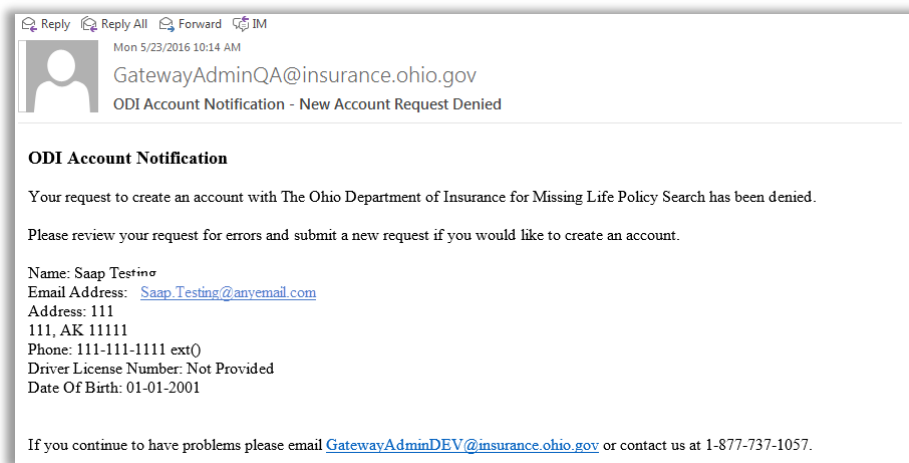 Reply Reply All Forward IM
Mon 5/23/2016 10:14 AM
GatewayAdminQA@insurance.ohio.gov
ODI Account Notification - New Account Request Denied
ODI Account Notification
Your request to create an account with The Ohio Department of Insurance for Missing Life Policy Search has been denied.
Please review your request for errors and submit a new request if you would like to create an account.
Name: Saap Testing
Email Address: Saap.Testing@anyemail.com
Address: 111
111, AK 11111
Phone: 111-111-1111 ext()
Driver License Number: Not Provided
Date Of Birth: 01-01-2001
If you continue to have problems please email GatewayAdminDEV@insurance.ohio.gov or contact us at 1-877-737-1057.